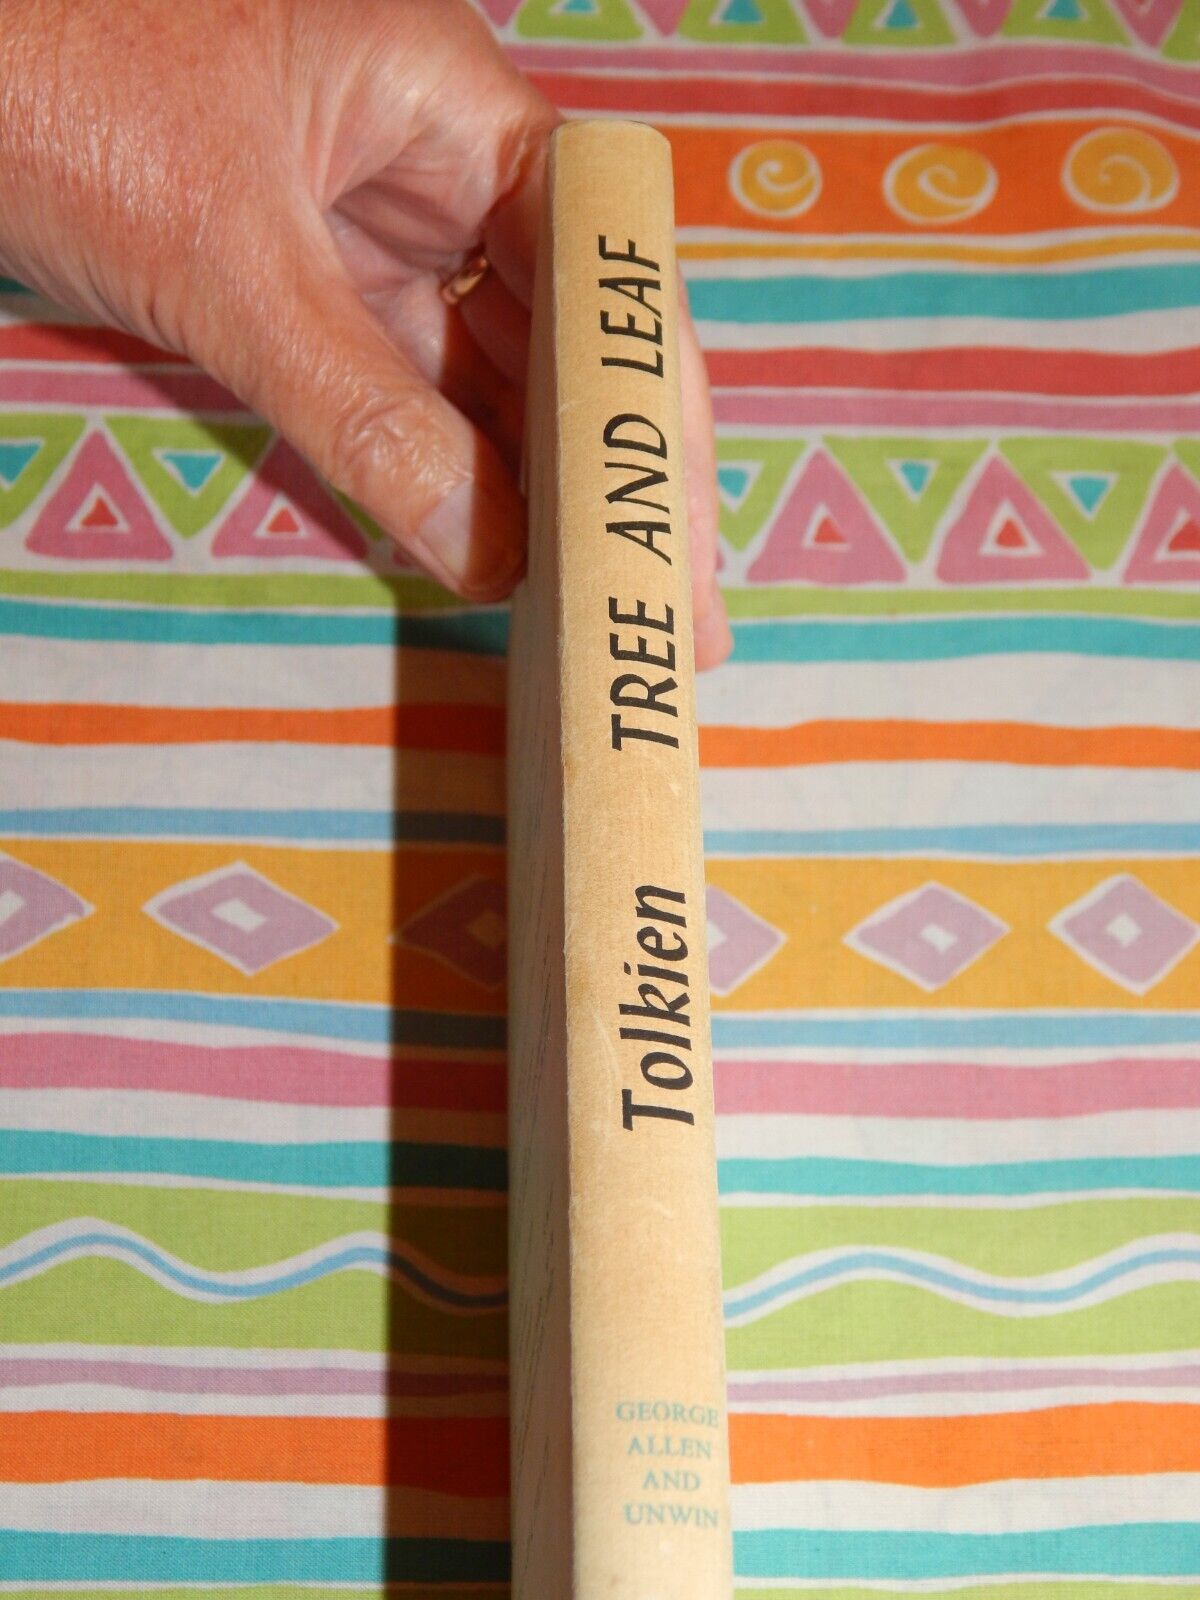 Tolkien TREE AND LEAF
GEORGE
ALLEN
AND
UNWIN